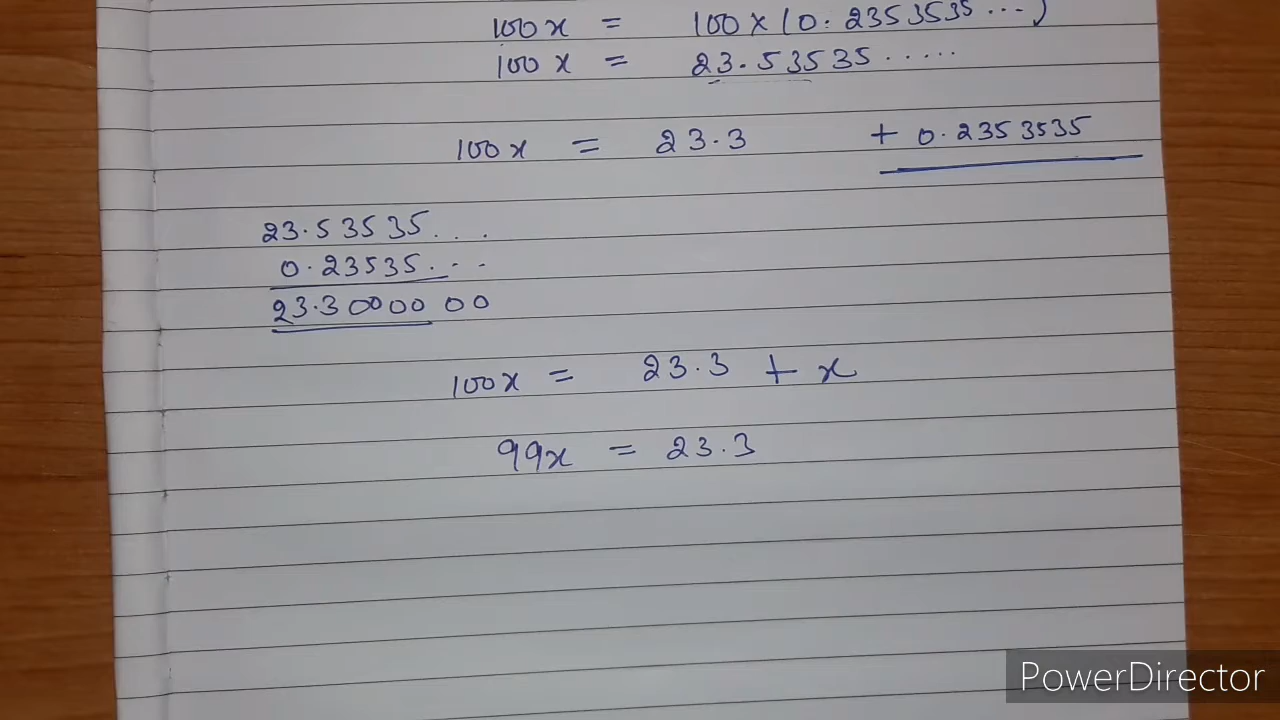 100x = 100 × (0.2353535...)
100x = 23.53535.....
100x = 23.3 + 0.2353535
23.53535...
0.23535...
23.3000000
100x = 23.3 + x
99x = 23.3
PowerDirector